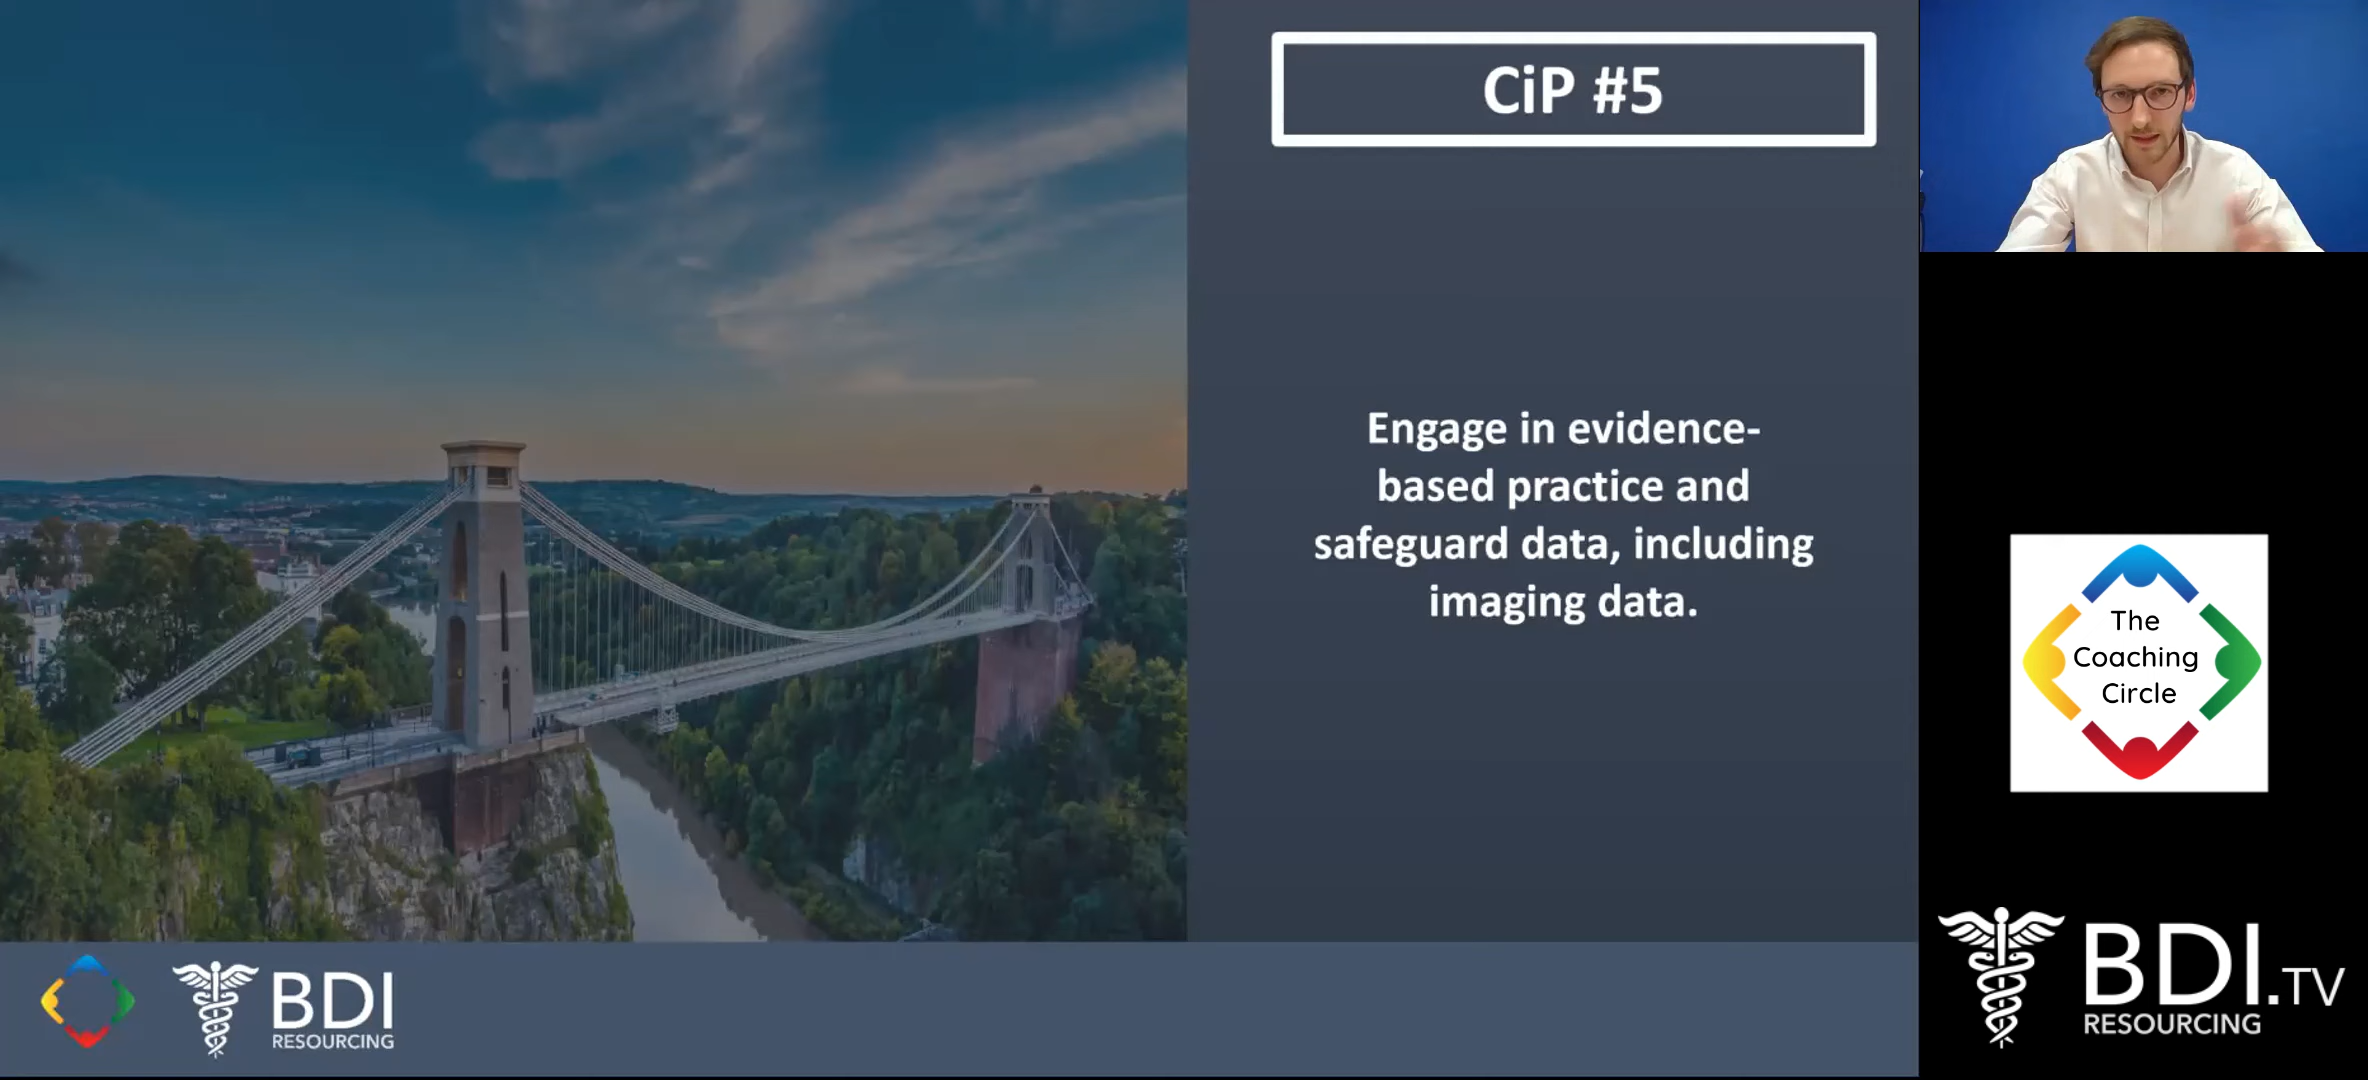 CiP #5
Engage in evidence-
based practice and
safeguard data, including
imaging data.
The
Coaching
Circle
BDI
RESOURCING
BDI.TV
RESOURCING